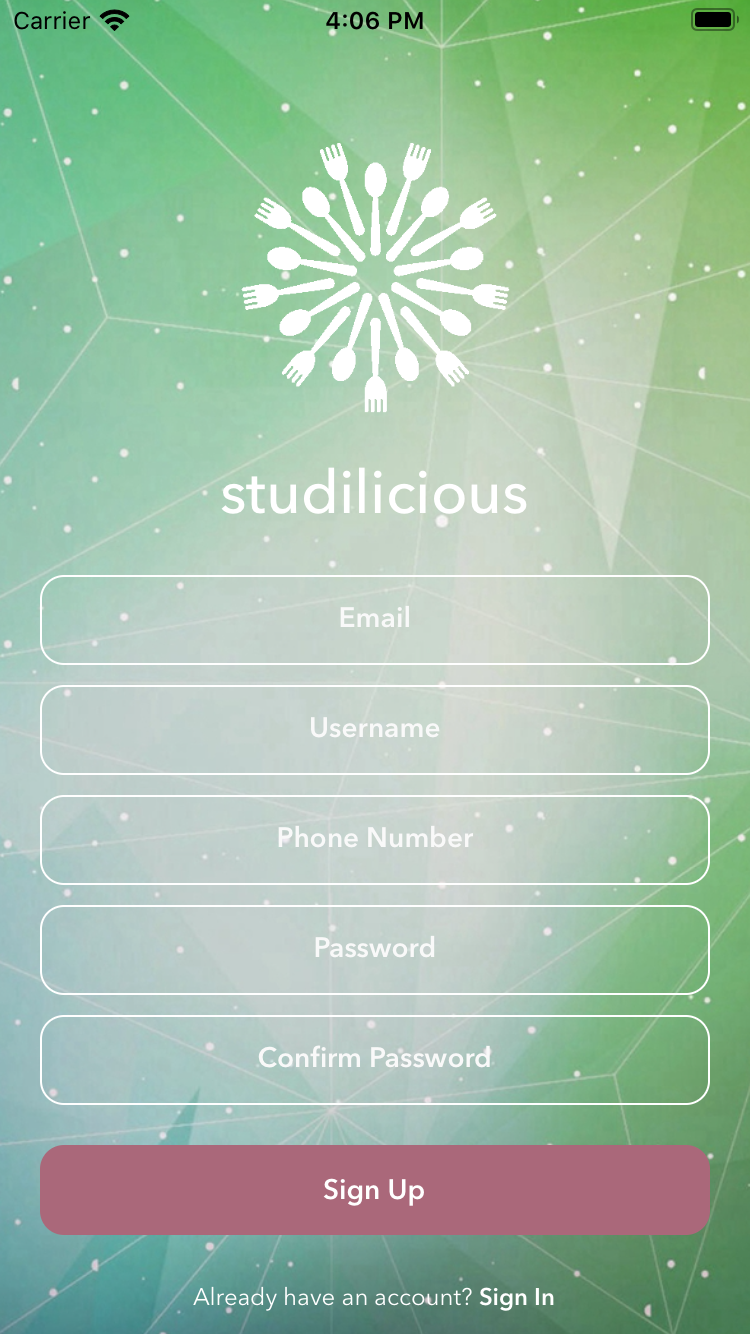 Carrier 4:06 PM
studilicious
Email
Username
Phone Number
Password
Confirm Password
Sign Up
Already have an account? Sign In